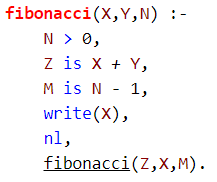 fibonacci(X,Y,N) :-
N > 0,
Z is X + Y,
M is N - 1,
write(X),
nl,
fibonacci(Z,X,M).